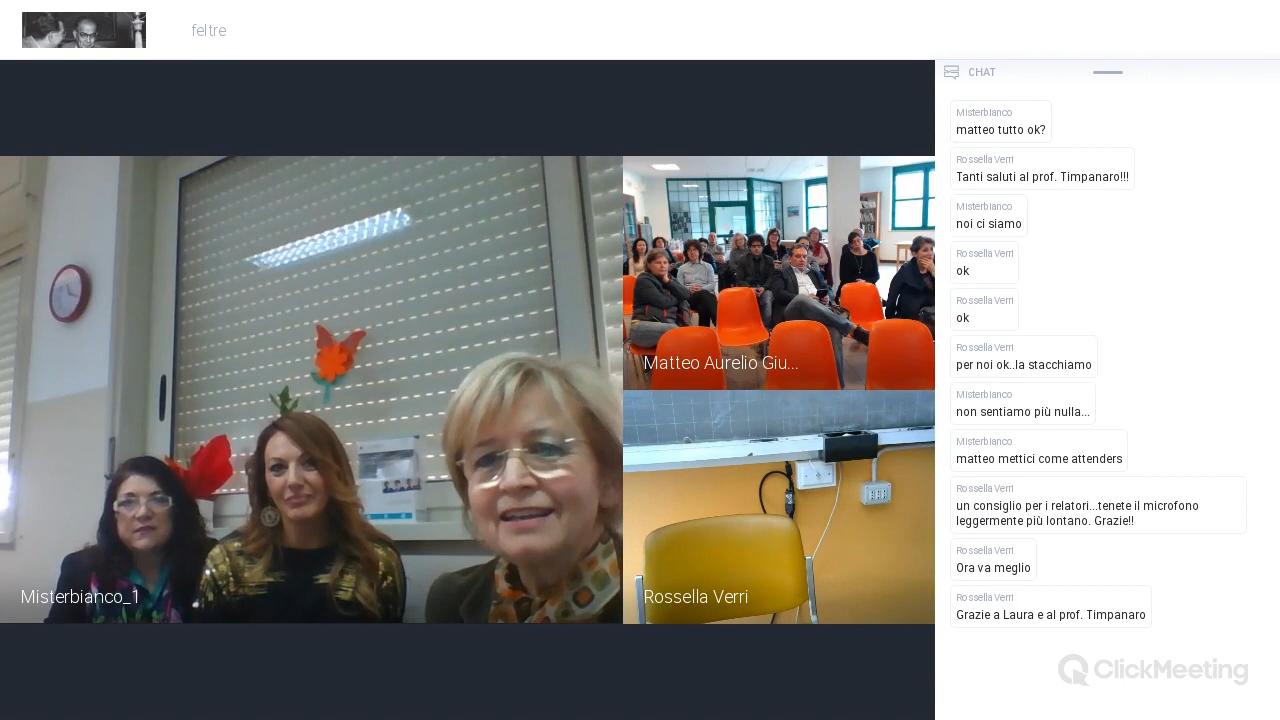 feltre
CHAT
Misterbianco
matteo tutto ok?
Rossella Verri
Tanti saluti al prof. Timpanaro!!!
Misterbianco
noi ci siamo
Rossella Verri
ok
Rossella Verri
ok
Rossella Verri
per noi ok..la stacchiamo
Misterbianco
non sentiamo più nulla...
Misterbianco
matteo mettici come attenders
Rossella Verri
un consiglio per i relatori...tenete il microfono
leggermente più lontano. Grazie!!
Rossella Verri
Ora va meglio
Rossella Verri
Grazie a Laura e al prof. Timpanaro
Misterbianco_1
Matteo Aurelio Giu...
Rossella Verri
ClickMeeting